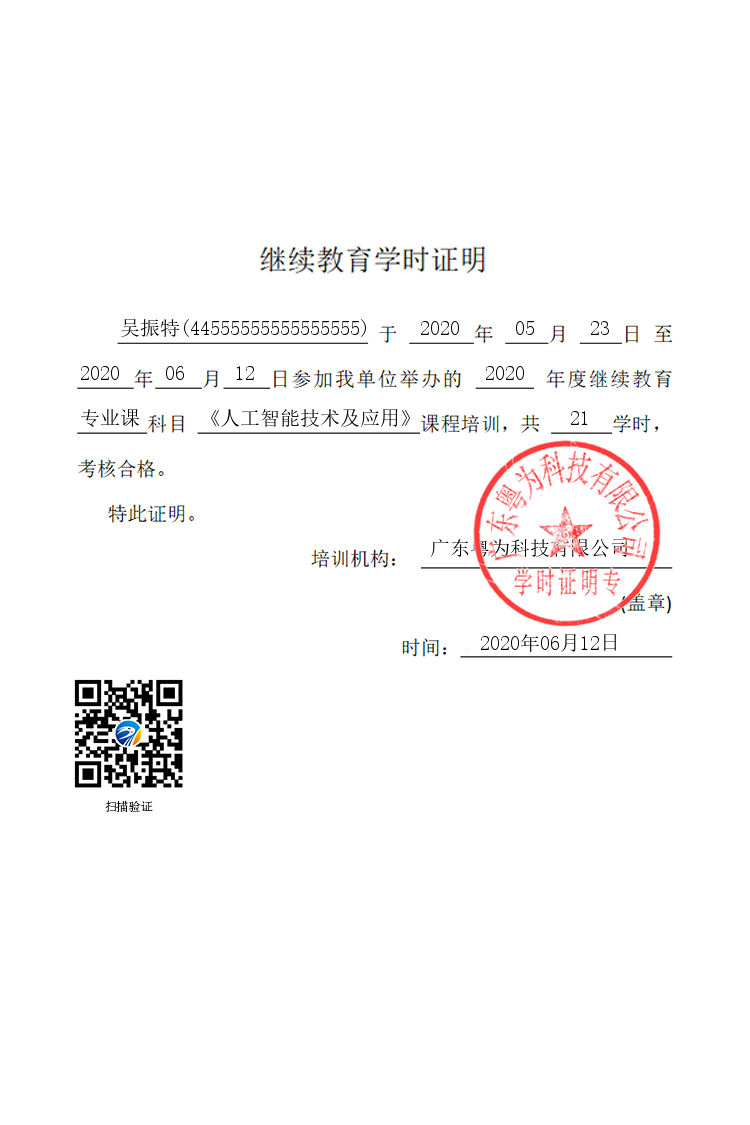 继续教育学时证明
吴振特(44555555555555555) 于 2020 年 05 月 23 日 至
2020 年 06 月 12 日参加我单位举办的 2020 年度继续教育
专业课 科目 《人工智能技术及应用》 课程培训，共 21 学时，
考核合格。
特此证明。
广东粤为科技有限公司
培训机构： 广东粤为科技有限公司
学时证明专
(盖章)
时间： 2020年06月12日
扫描验证